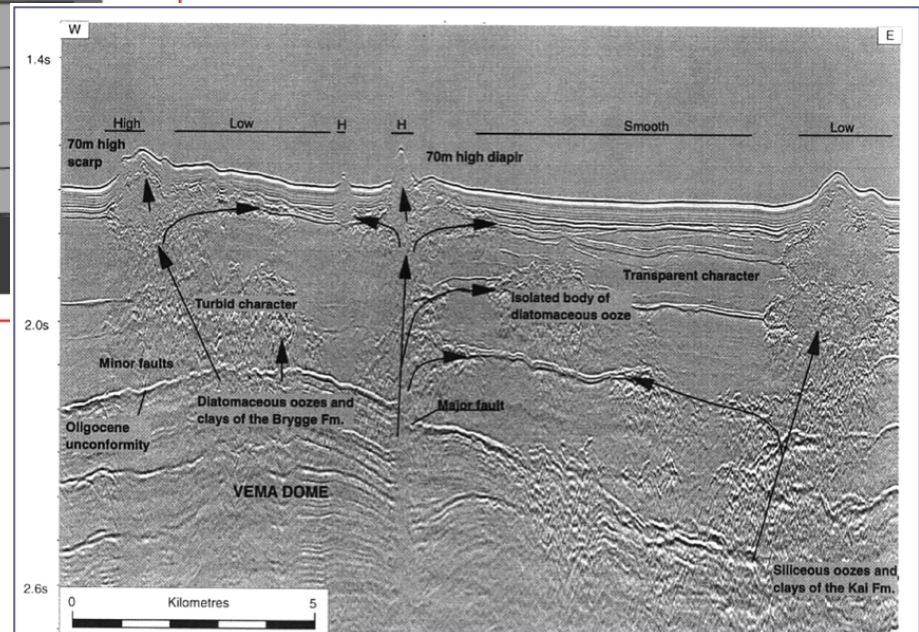 W
E
1.4s
High
Low
H
H
Smooth
Low
70m high
scarp
70m high diapir
Transparent character
Turbid character
Isolated body of
diatomaceous ooze
2.0s
Minor faults
Diatomaceous oozes and
clays of the Brygge Fm.
Major fault
Oligocene
unconformity
VEMA DOME
Siliceous oozes and
clays of the Kai Fm.
2.6s
0
Kilometres
5